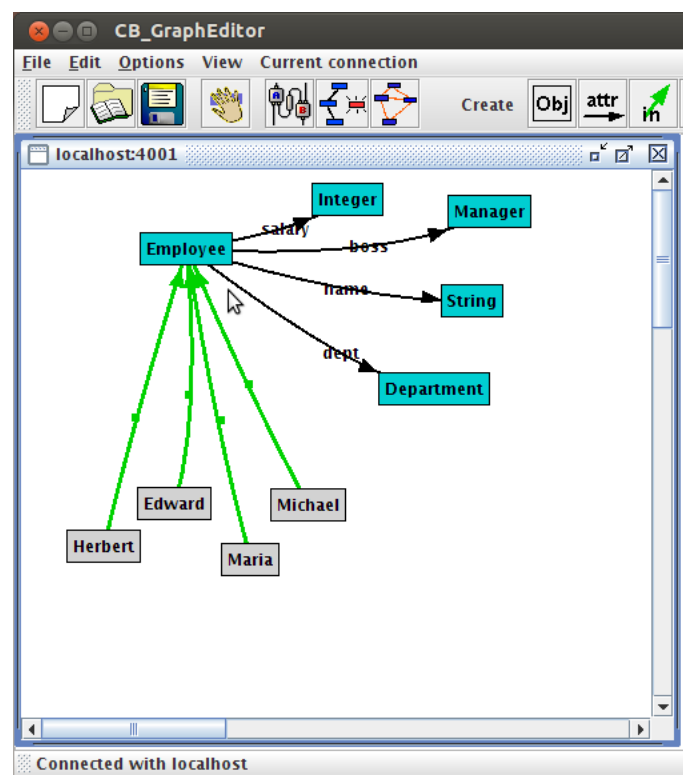 CB_GraphEditor
File Edit Options View Current connection
A B Create Obj attr in
localhost:4001
Integer
Manager
salary
Employee
boss
name
String
dept
Department
Edward
Michael
Herbert
Maria
Connected with localhost